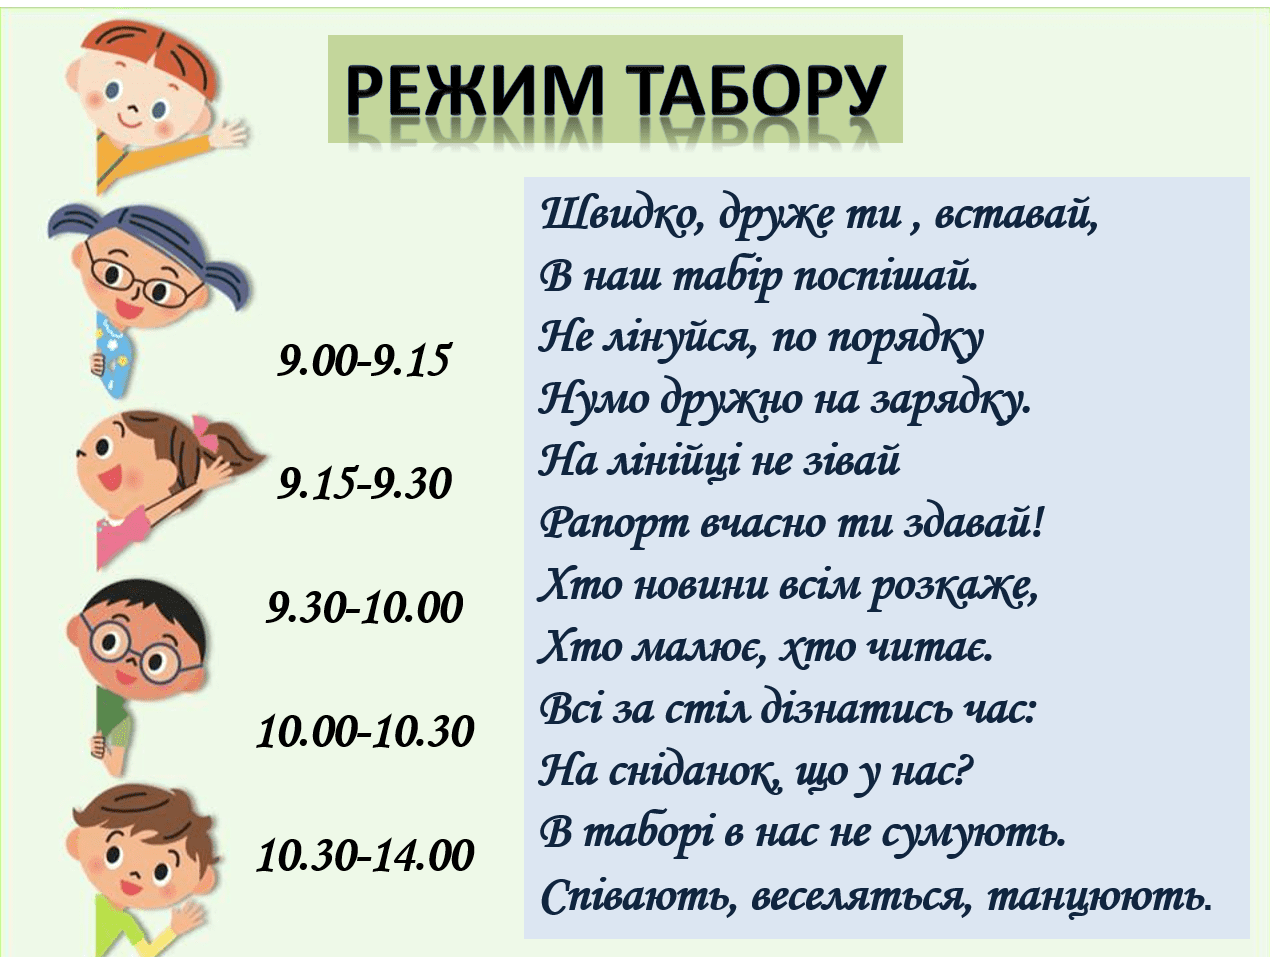 РЕЖИМ ТАБОРУ
9.00-9.15
9.15-9.30
9.30-10.00
10.00-10.30
10.30-14.00
Швидко, друже ти , вставай,
В наш табір поспішай.
Не лінуйся, по порядку
Нумо дружно на зарядку.
На лінійці не зівай
Рапорт вчасно ти здавай!
Хто новини всім розкаже,
Хто малює, хто читає.
Всі за стіл дізнатись час:
На сніданок, що у нас?
В таборі в нас не сумують.
Співають, веселяться, танцюють.